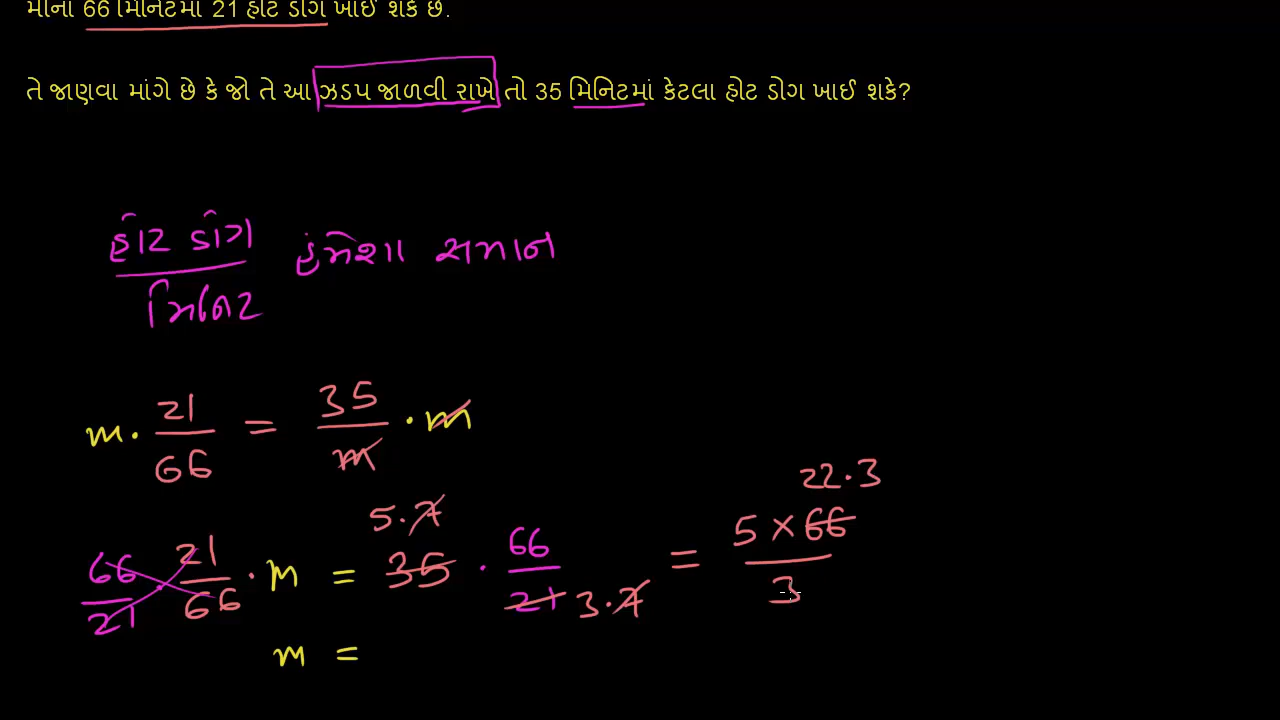 મીના 66 મિનિટમાં 21 હોટ ડોગ ખાઈ શકે છે.
તે જાણવા માંગે છે કે જો તે આ ઝડપ જાળવી રાખે તો 35 મિનિટમાં કેટલા હોટ ડોગ ખાઈ શકે?
હોટ ડોગ
હંમેશા સમાન
મિનિટ
m · 21/66 = 35/m · m
22 · 3
5 · 7
66/21 21/66 · m = 35 · 66/21 = 5 × 66/3
3 · 7
m =